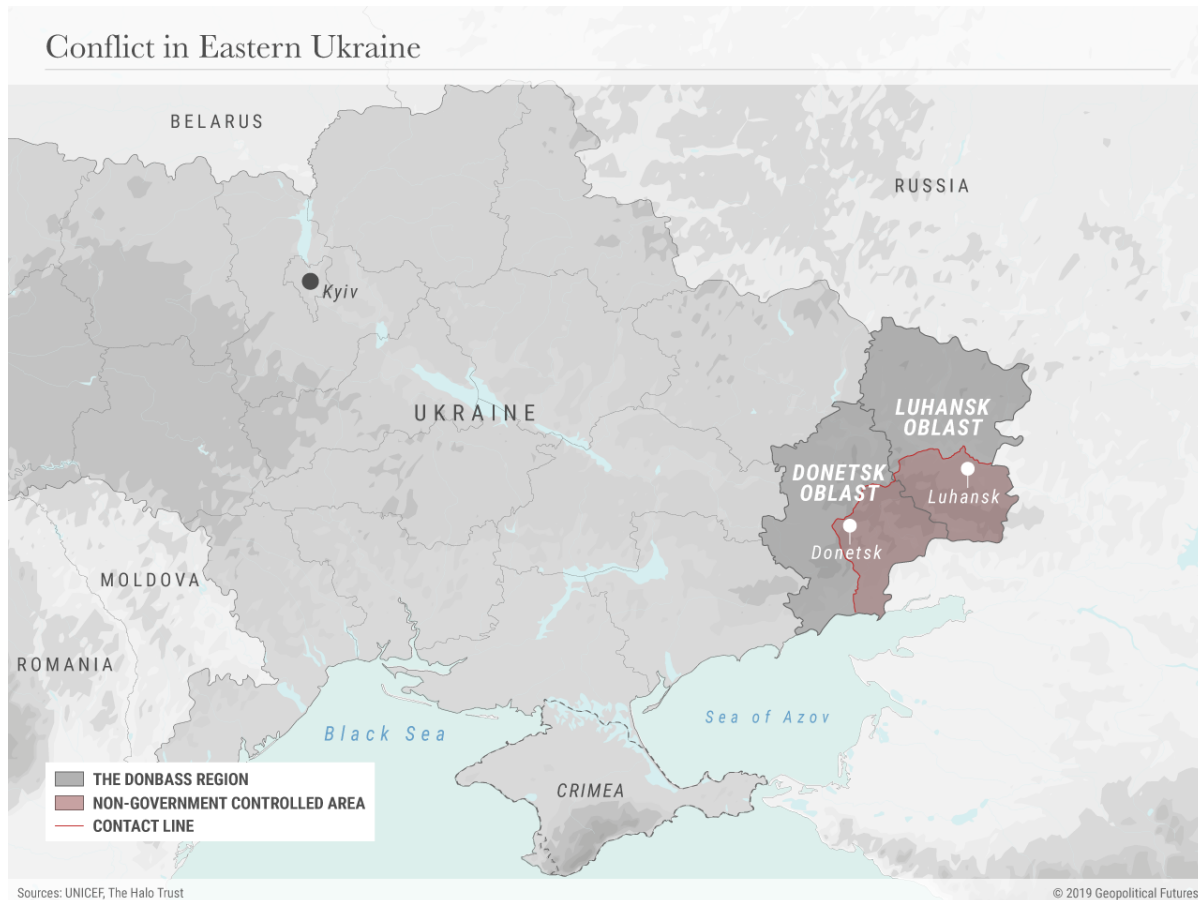 Conflict in Eastern Ukraine
BELARUS
RUSSIA
Kyiv
UKRAINE
LUHANSK
OBLAST
DONETSK
OBLAST
Luhansk
Donetsk
MOLDOVA
ROMANIA
Black Sea
Sea of Azov
CRIMEA
THE DONBASS REGION
NON-GOVERNMENT CONTROLLED AREA
CONTACT LINE
Sources: UNICEF, The Halo Trust
© 2019 Geopolitical Futures